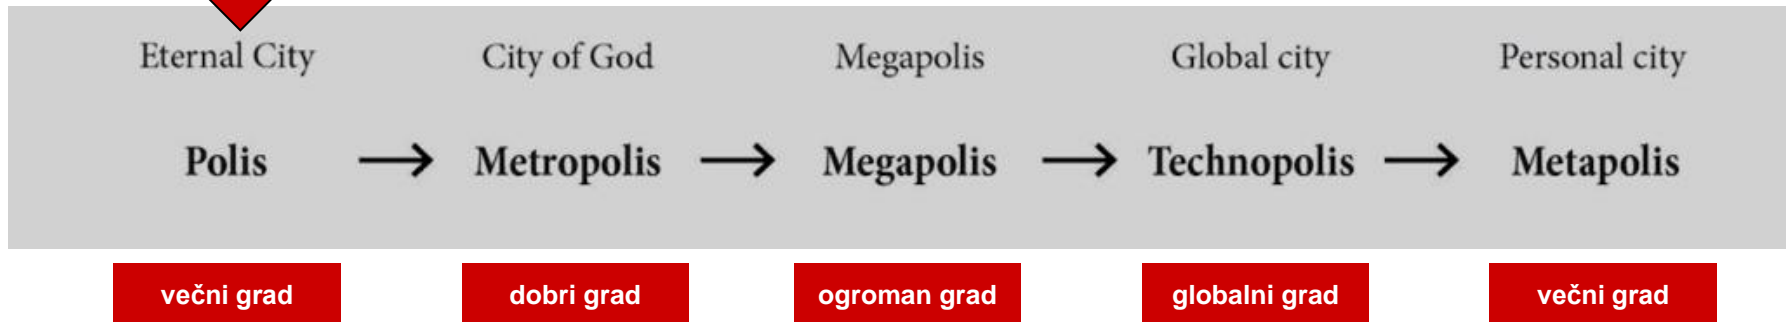 Eternal City City of God Megapolis Global city Personal city
Polis → Metropolis → Megapolis → Technopolis → Metapolis
večni grad dobri grad ogroman grad globalni grad večni grad